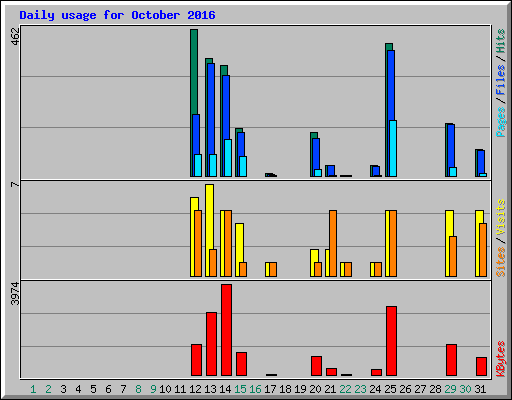 Daily usage for October 2016
462
Pages / Files / Hits
7
Sites / Visits
3974
KBytes
1 2 3 4 5 6 7 8 9 10 11 12 13 14 15 16 17 18 19 20 21 22 23 24 25 26 27 28 29 30 31